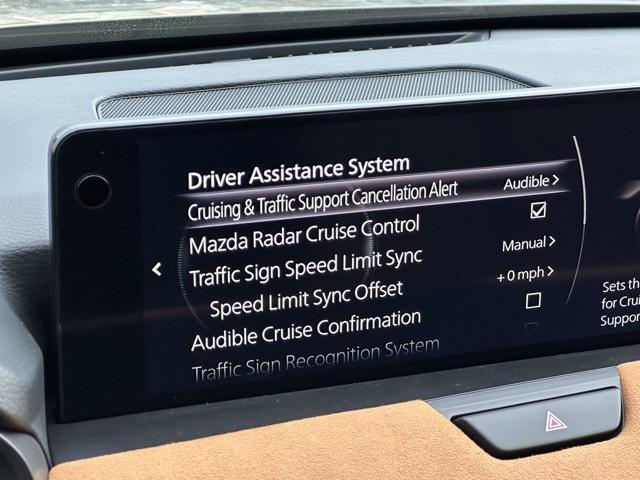 Driver Assistance System
Cruising & Traffic Support Cancellation Alert Audible >
Mazda Radar Cruise Control
Traffic Sign Speed Limit Sync Manual >
Speed Limit Sync Offset + 0 mph >
Audible Cruise Confirmation
Traffic Sign Recognition System
Sets th
for Crui
Suppor